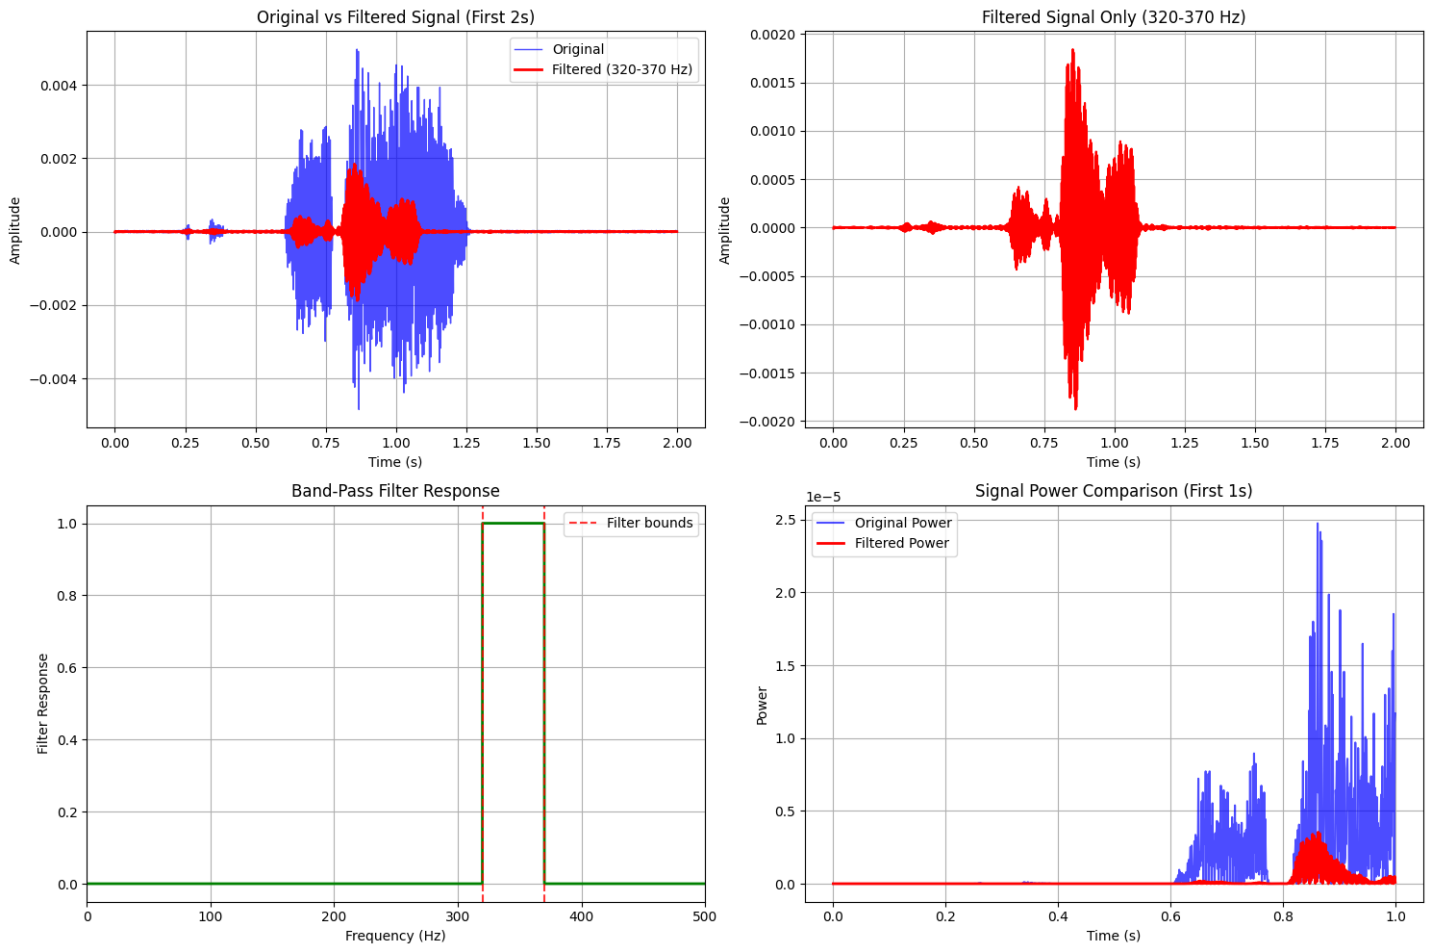 Original vs Filtered Signal (First 2s)
Original
Filtered (320-370 Hz)
Amplitude
0.004
0.002
0.000
−0.002
−0.004
0.00 0.25 0.50 0.75 1.00 1.25 1.50 1.75 2.00
Time (s)
Filtered Signal Only (320-370 Hz)
Amplitude
0.0020
0.0015
0.0010
0.0005
0.0000
−0.0005
−0.0010
−0.0015
−0.0020
0.00 0.25 0.50 0.75 1.00 1.25 1.50 1.75 2.00
Time (s)
Band-Pass Filter Response
Filter bounds
Filter Response
1.0
0.8
0.6
0.4
0.2
0.0
0 100 200 300 400 500
Frequency (Hz)
Signal Power Comparison (First 1s)
1e−5
Original Power
Filtered Power
Power
2.5
2.0
1.5
1.0
0.5
0.0
0.0 0.2 0.4 0.6 0.8 1.0
Time (s)